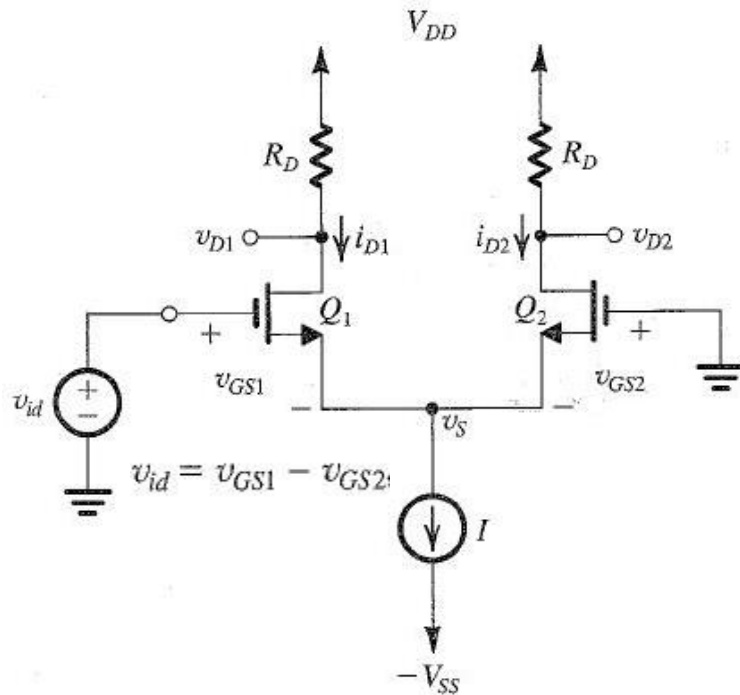 V_DD
R_D R_D
v_D1 i_D1 i_D2 v_D2
Q_1 Q_2
+ +
v_GS1 v_GS2
+
−
v_id
− −
v_S
v_id = v_GS1 − v_GS2,
I
−V_SS